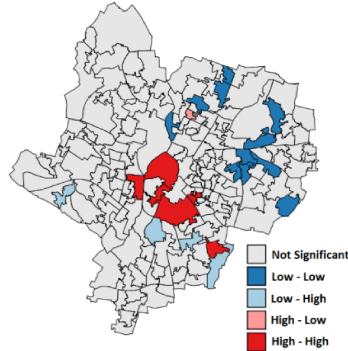 Not Significant
Low - Low
Low - High
High - Low
High - High